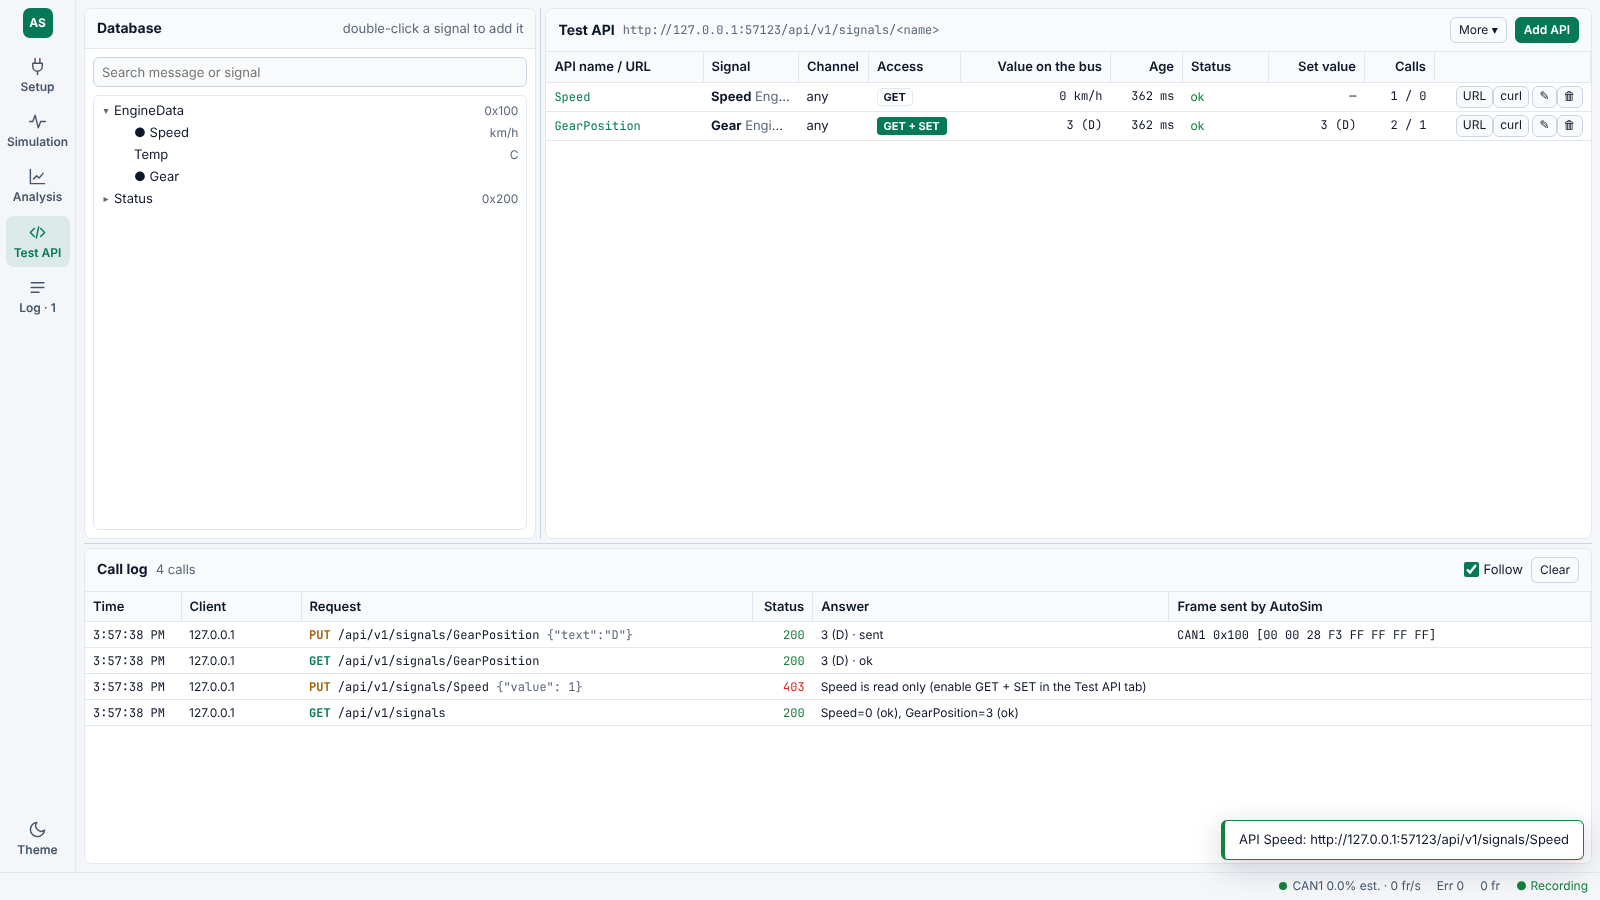 AS
Setup
Simulation
Analysis
Test API
Log · 1
Theme
Database
double-click a signal to add it
Search message or signal
▾ EngineData 0x100
● Speed km/h
Temp C
● Gear
▸ Status 0x200
Test API http://127.0.0.1:57123/api/v1/signals/<name>
More ▾
Add API
API name / URL Signal Channel Access Value on the bus Age Status Set value Calls
Speed Speed Eng... any GET 0 km/h 362 ms ok – 1 / 0 URL curl
GearPosition Gear Engi... any GET + SET 3 (D) 362 ms ok 3 (D) 2 / 1 URL curl
Call log 4 calls
Follow
Clear
Time Client Request Status Answer Frame sent by AutoSim
3:57:38 PM 127.0.0.1 PUT /api/v1/signals/GearPosition {"text":"D"} 200 3 (D) · sent CAN1 0x100 [00 00 28 F3 FF FF FF FF]
3:57:38 PM 127.0.0.1 GET /api/v1/signals/GearPosition 200 3 (D) · ok
3:57:38 PM 127.0.0.1 PUT /api/v1/signals/Speed {"value": 1} 403 Speed is read only (enable GET + SET in the Test API tab)
3:57:38 PM 127.0.0.1 GET /api/v1/signals 200 Speed=0 (ok), GearPosition=3 (ok)
API Speed: http://127.0.0.1:57123/api/v1/signals/Speed
● CAN1 0.0% est. · 0 fr/s Err 0 0 fr ● Recording